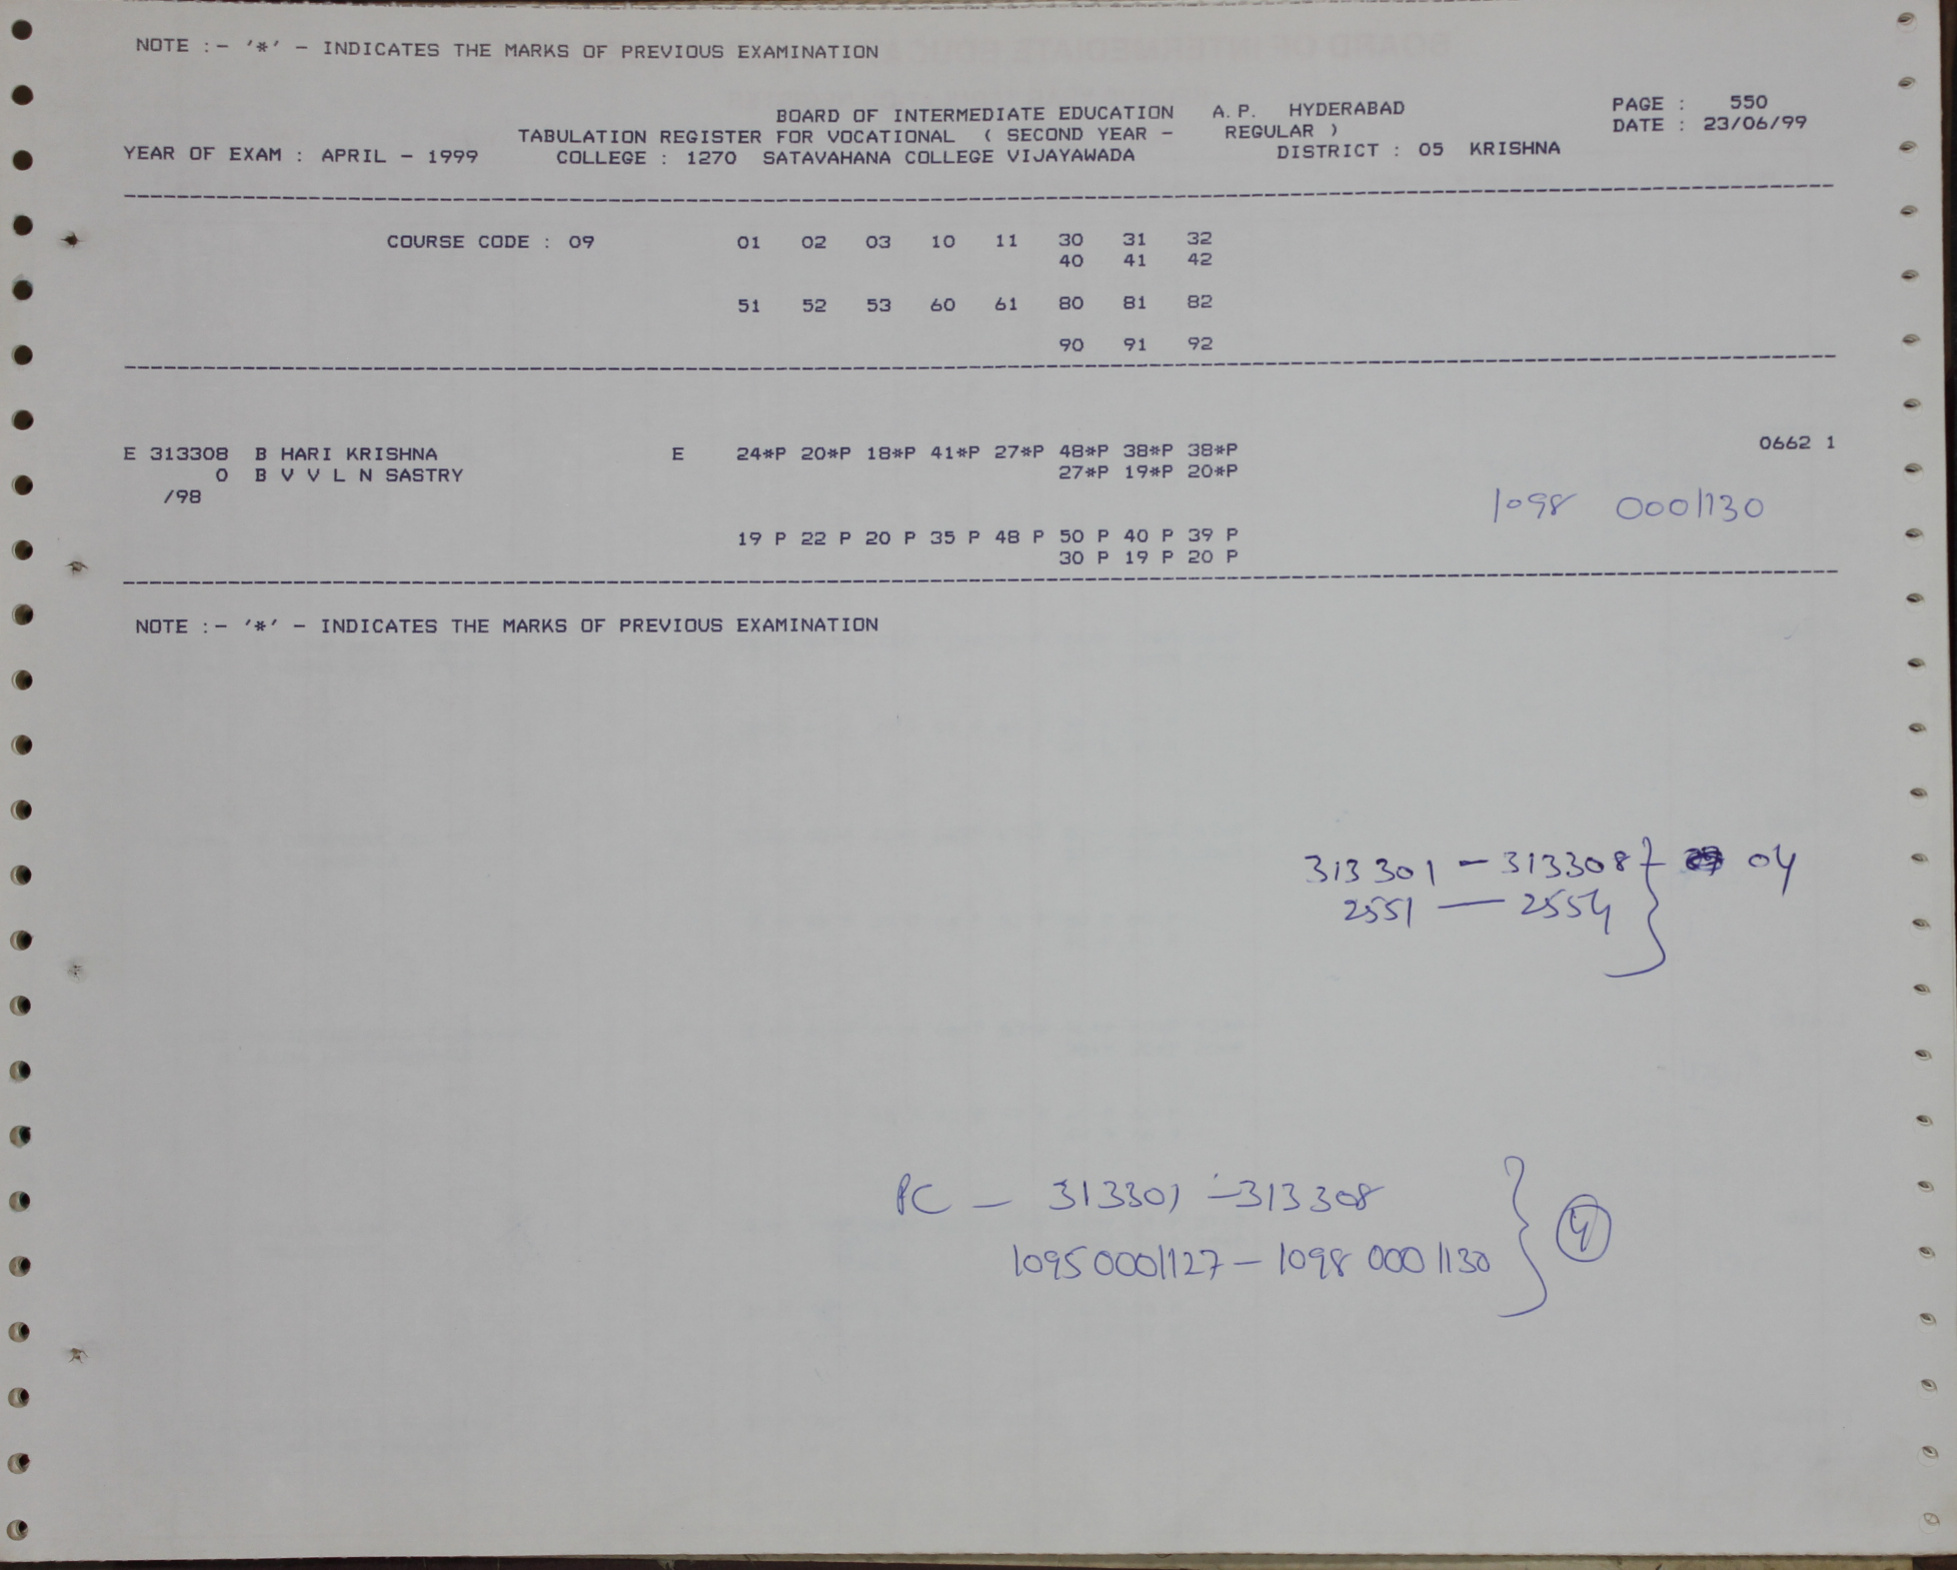 NOTE :- '*' - INDICATES THE MARKS OF PREVIOUS EXAMINATION
BOARD OF INTERMEDIATE EDUCATION A.P. HYDERABAD PAGE : 550
TABULATION REGISTER FOR VOCATIONAL ( SECOND YEAR - REGULAR ) DATE : 23/06/99
YEAR OF EXAM : APRIL - 1999 COLLEGE : 1270 SATAVAHANA COLLEGE VIJAYAWADA DISTRICT : 05 KRISHNA
COURSE CODE : 09 01 02 03 10 11 30 31 32
40 41 42
51 52 53 60 61 80 81 82
90 91 92
E 313308 B HARI KRISHNA E 24*P 20*P 18*P 41*P 27*P 48*P 38*P 38*P 0662 1
0 B V V L N SASTRY 27*P 19*P 20*P
/98
1098 0001130
19 P 22 P 20 P 35 P 48 P 50 P 40 P 39 P
30 P 19 P 20 P
NOTE :- '*' - INDICATES THE MARKS OF PREVIOUS EXAMINATION
313301 - 313308 } 04
2551 - 2554
PC - 313301 - 313308 } 4
1095 0001127 - 1098 0001130